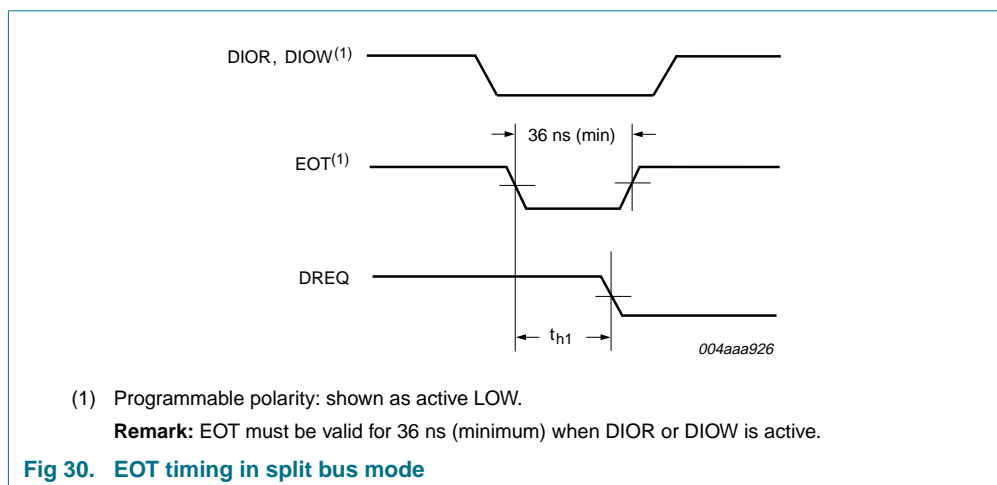 DIOR, DIOW(1)
36 ns (min)
EOT(1)
DREQ
th1
004aaa926
(1) Programmable polarity: shown as active LOW.
Remark: EOT must be valid for 36 ns (minimum) when DIOR or DIOW is active.
Fig 30. EOT timing in split bus mode